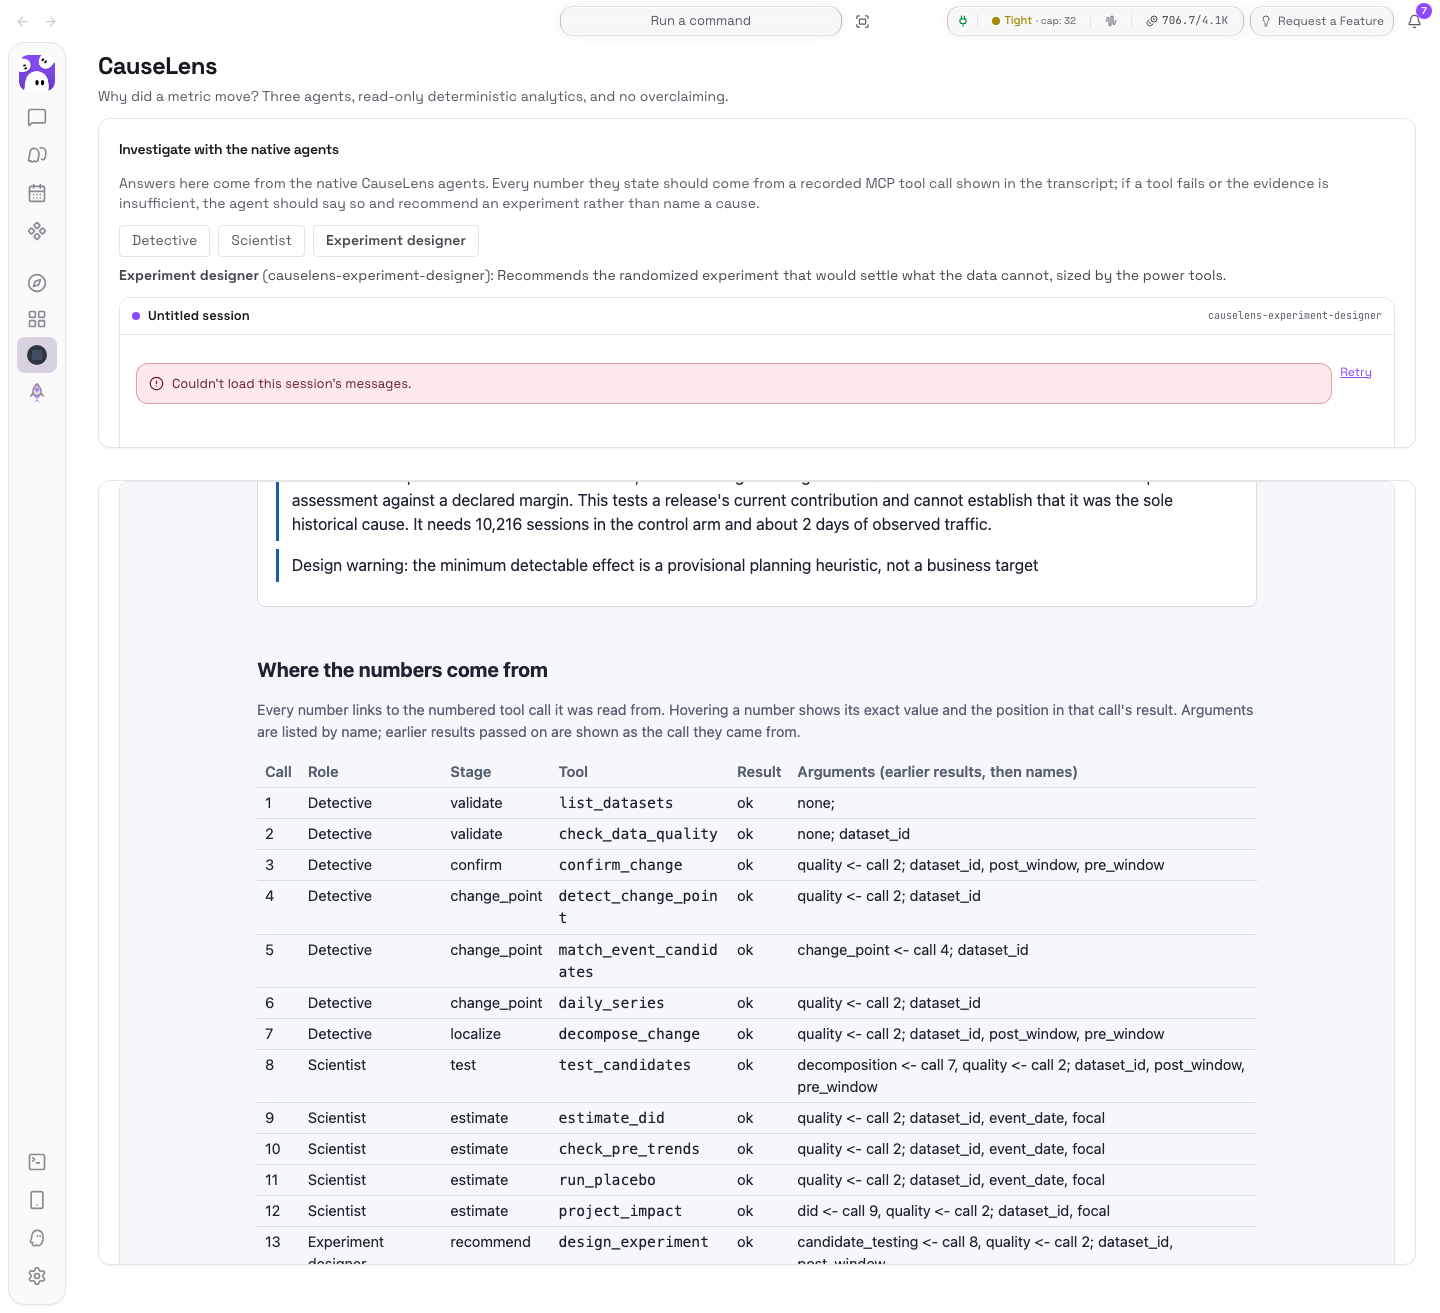 Run a command
Tight · cap: 32
706.7/4.1K
Request a Feature
7
CauseLens
Why did a metric move? Three agents, read-only deterministic analytics, and no overclaiming.
Investigate with the native agents
Answers here come from the native CauseLens agents. Every number they state should come from a recorded MCP tool call shown in the transcript; if a tool fails or the evidence is
insufficient, the agent should say so and recommend an experiment rather than name a cause.
Detective
Scientist
Experiment designer
Experiment designer (causelens-experiment-designer): Recommends the randomized experiment that would settle what the data cannot, sized by the power tools.
Untitled session
causelens-experiment-designer
Couldn't load this session's messages.
Retry
assessment against a declared margin. This tests a release's current contribution and cannot establish that it was the sole
historical cause. It needs 10,216 sessions in the control arm and about 2 days of observed traffic.
Design warning: the minimum detectable effect is a provisional planning heuristic, not a business target
Where the numbers come from
Every number links to the numbered tool call it was read from. Hovering a number shows its exact value and the position in that call's result. Arguments
are listed by name; earlier results passed on are shown as the call they came from.
Call Role Stage Tool Result Arguments (earlier results, then names)
1 Detective validate list_datasets ok none;
2 Detective validate check_data_quality ok none; dataset_id
3 Detective confirm confirm_change ok quality <- call 2; dataset_id, post_window, pre_window
4 Detective change_point detect_change_poin ok quality <- call 2; dataset_id
t
5 Detective change_point match_event_candid ok change_point <- call 4; dataset_id
ates
6 Detective change_point daily_series ok quality <- call 2; dataset_id
7 Detective localize decompose_change ok quality <- call 2; dataset_id, post_window, pre_window
8 Scientist test test_candidates ok decomposition <- call 7, quality <- call 2; dataset_id, post_window,
pre_window
9 Scientist estimate estimate_did ok quality <- call 2; dataset_id, event_date, focal
10 Scientist estimate check_pre_trends ok quality <- call 2; dataset_id, event_date, focal
11 Scientist estimate run_placebo ok quality <- call 2; dataset_id, event_date, focal
12 Scientist estimate project_impact ok did <- call 9, quality <- call 2; dataset_id, focal
13 Experiment recommend design_experiment ok candidate_testing <- call 8, quality <- call 2; dataset_id,
designer post_window